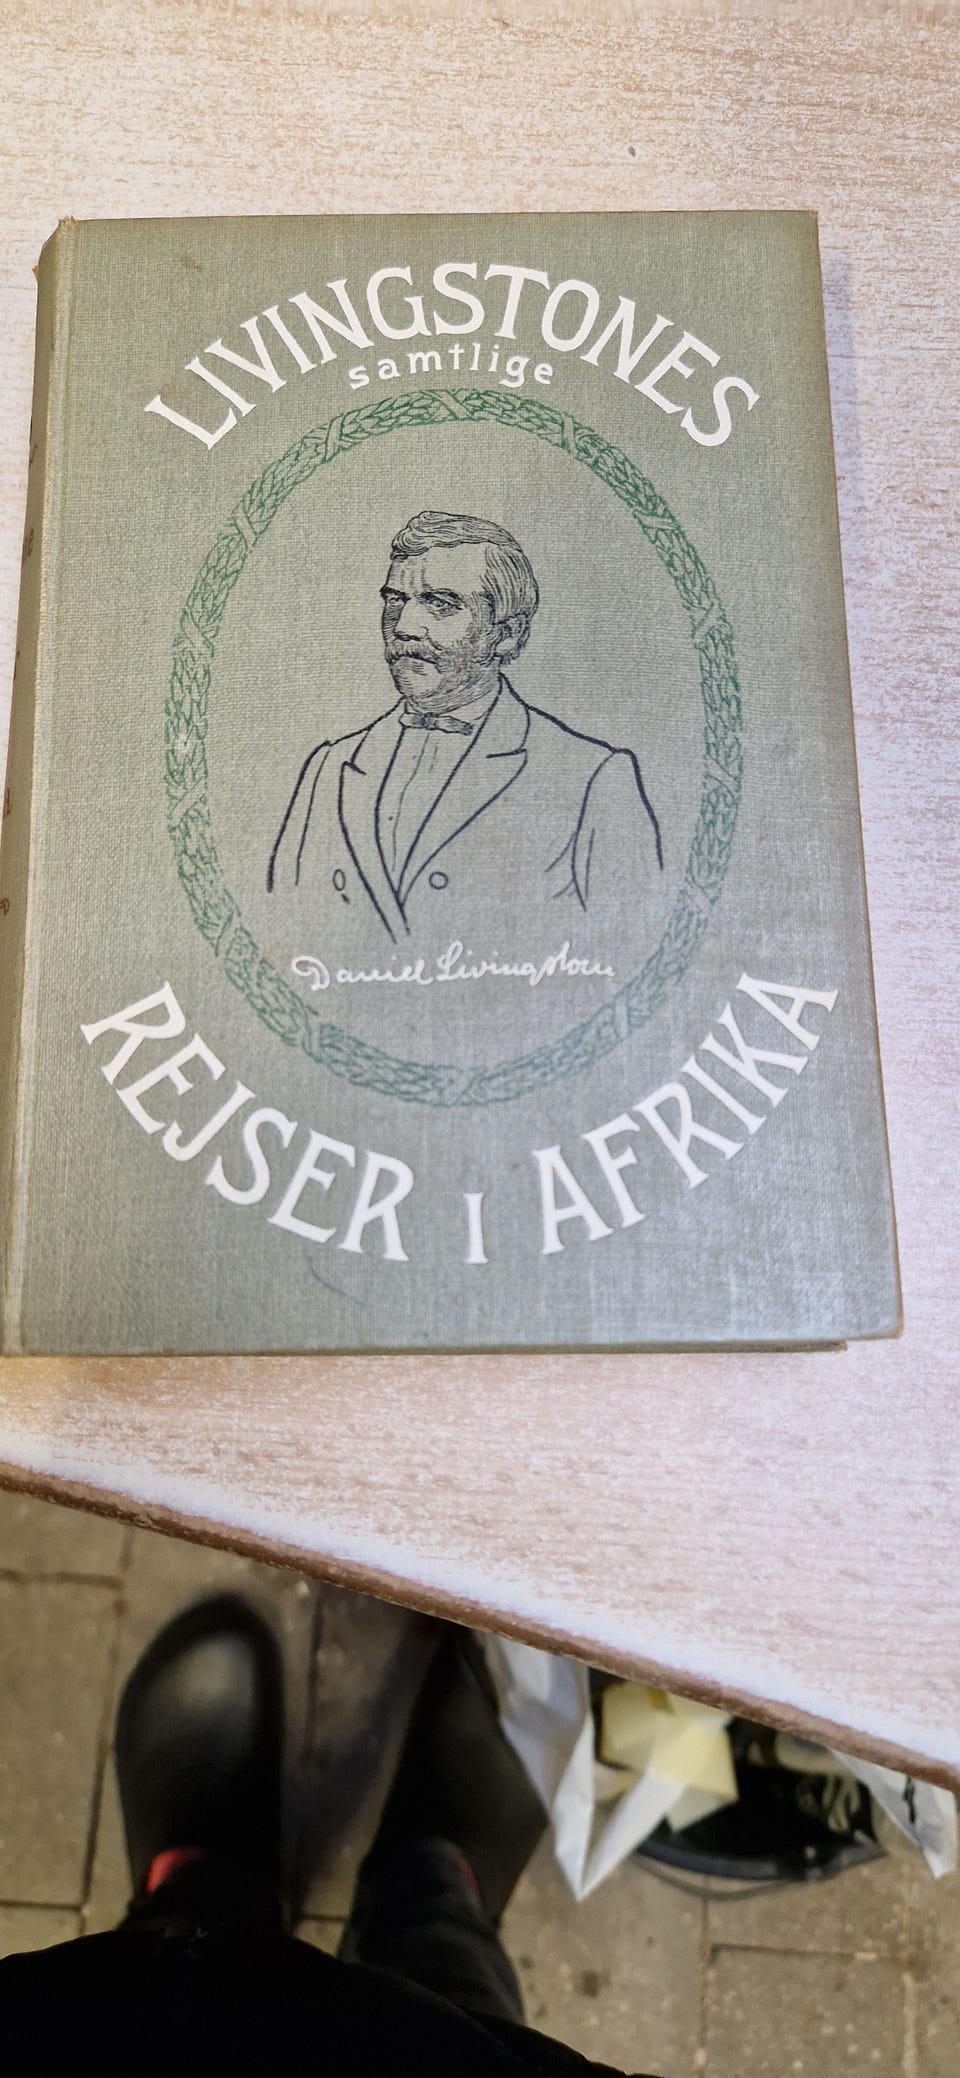 LIVINGSTONES
samtlige
Daniel Livingstone
REJSER I AFRIKA